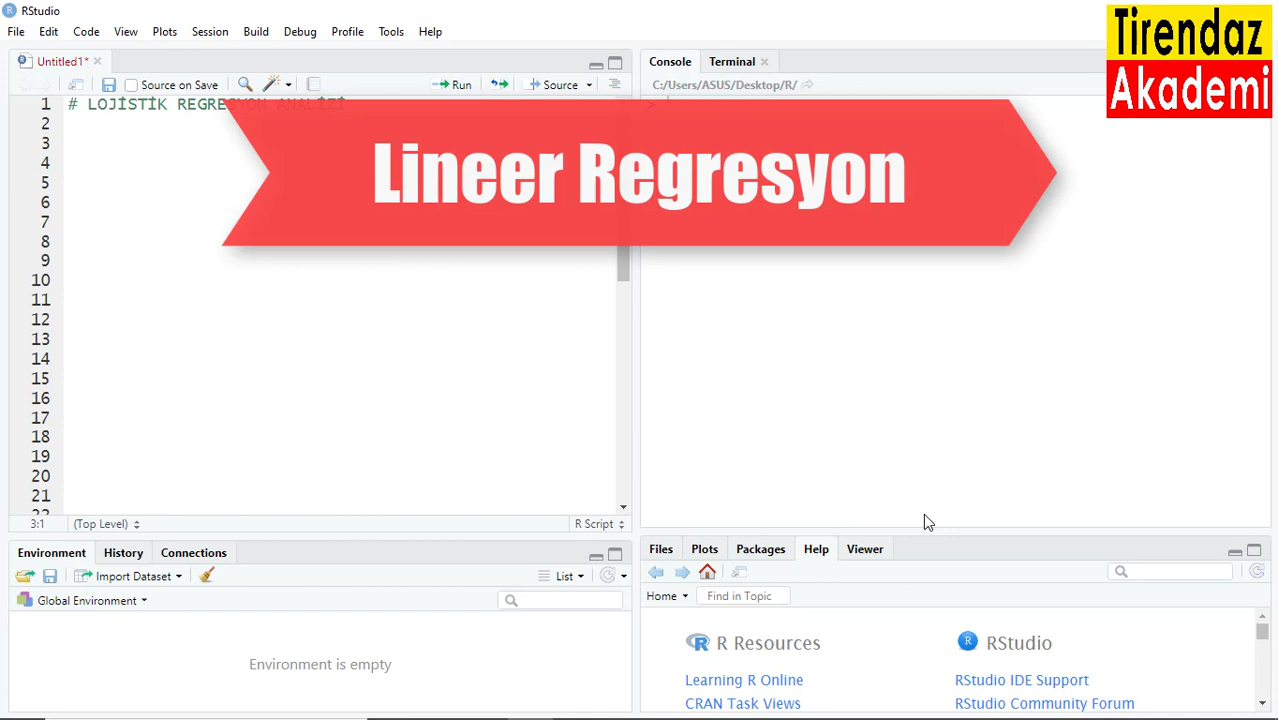 RStudio
File Edit Code View Plots Session Build Debug Profile Tools Help
Tirendaz
Akademi
Untitled1*
Source on Save
Run
Source
1 # LOJİSTİK REGRESYON ANALİZİ
2
3
4
5
6
7
8
9
10
11
12
13
14
15
16
17
18
19
20
21
22
3:1 (Top Level) R Script
Lineer Regresyon
Console Terminal
C:/Users/ASUS/Desktop/R/
>
Environment History Connections
Import Dataset List
Global Environment
Environment is empty
Files Plots Packages Help Viewer
Home Find in Topic
R Resources
Learning R Online
CRAN Task Views
RStudio
RStudio IDE Support
RStudio Community Forum